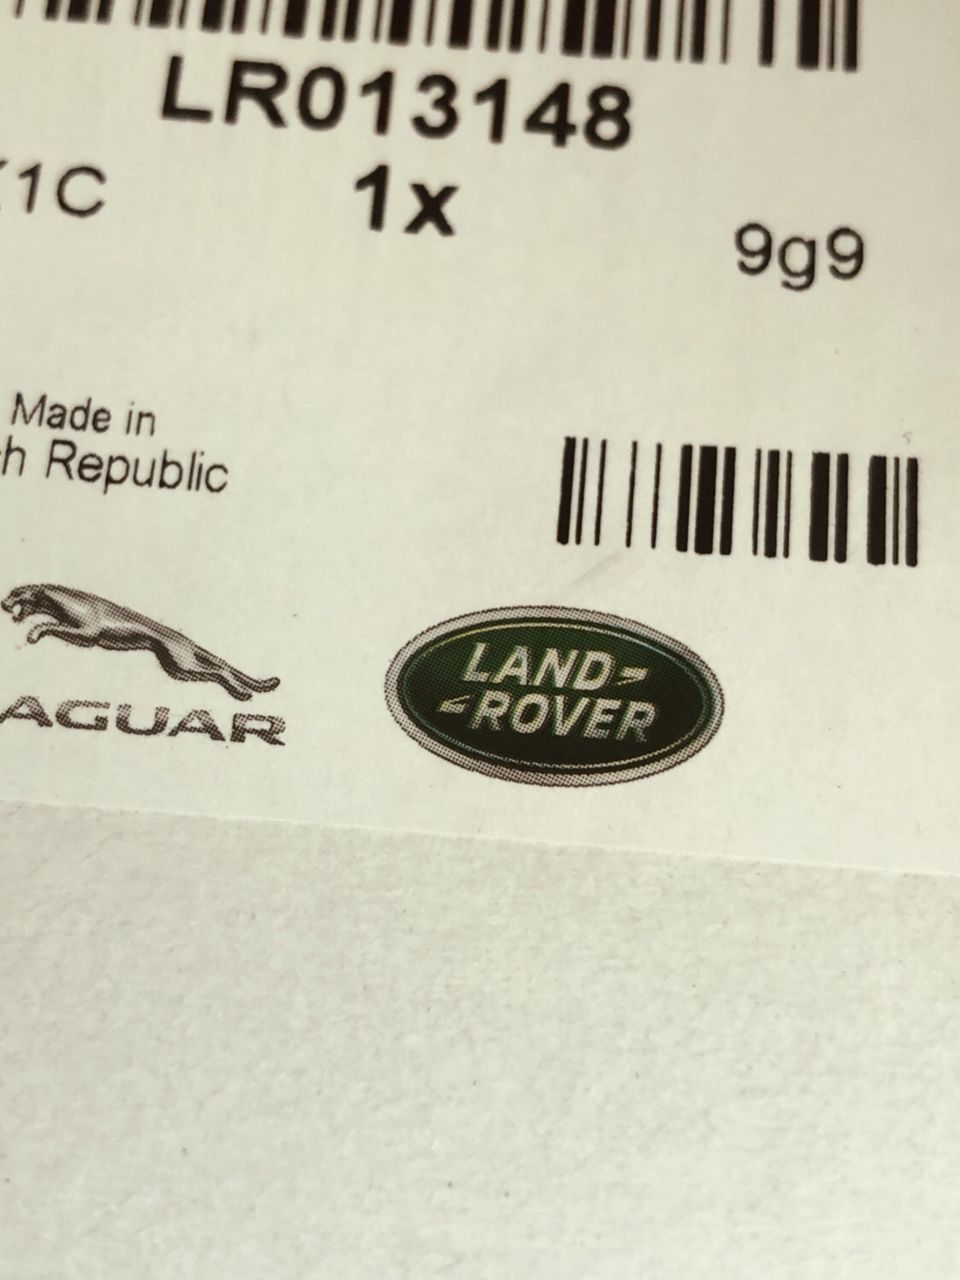 LR013148
1C
1x
9g9
Made in
h Republic
AGUAR
LAND-
-ROVER